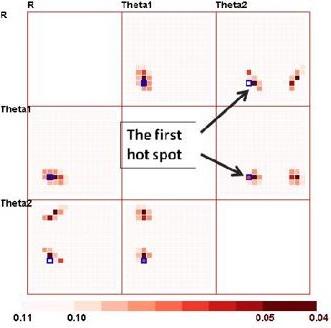 R Theta1 Theta2
R
Theta1
The first
hot spot
Theta2
0.11 0.10 0.05 0.04